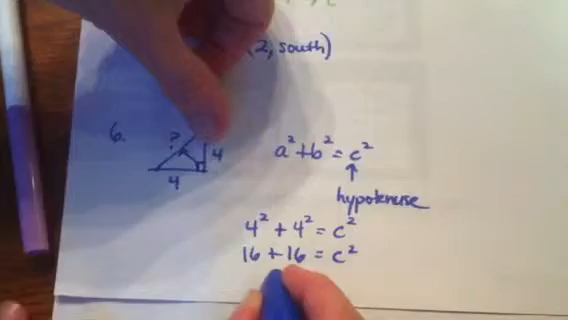 (2, south)
6.
?
4
4
a² + b² = c²
↑
hypotenuse
4² + 4² = c²
16 + 16 = c²